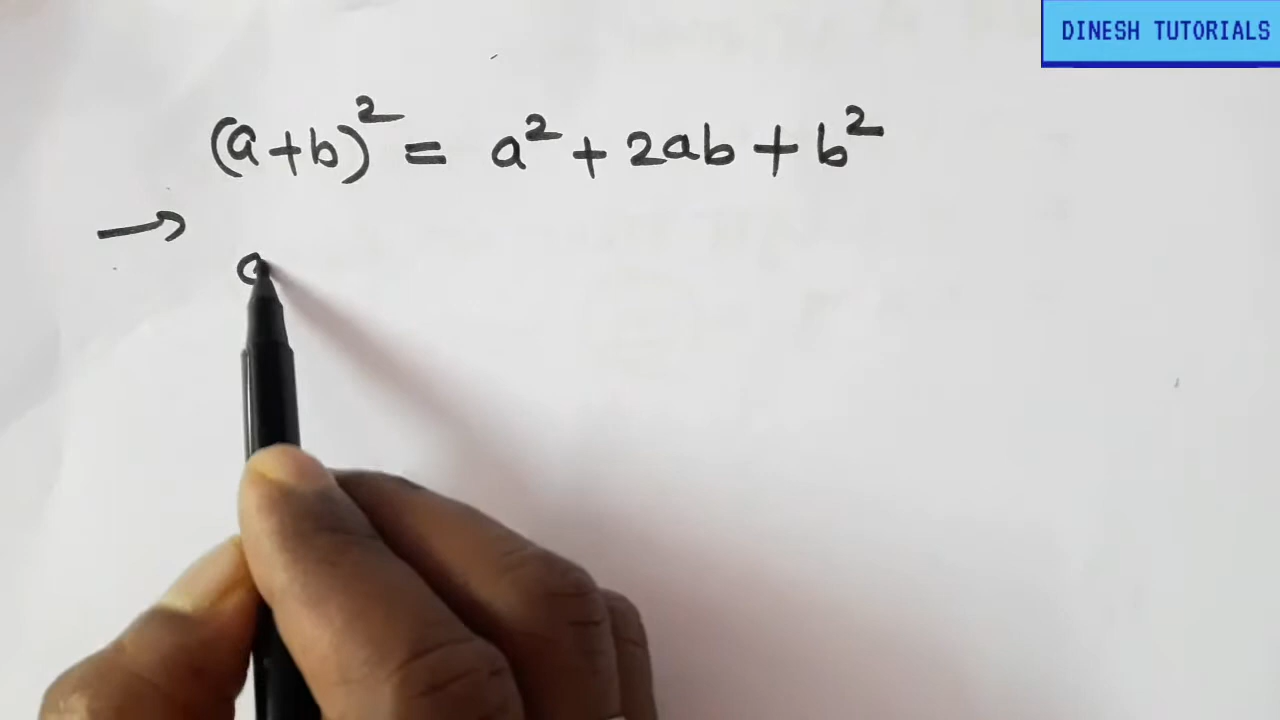 DINESH TUTORIALS
(a+b)² = a² + 2ab + b²
→